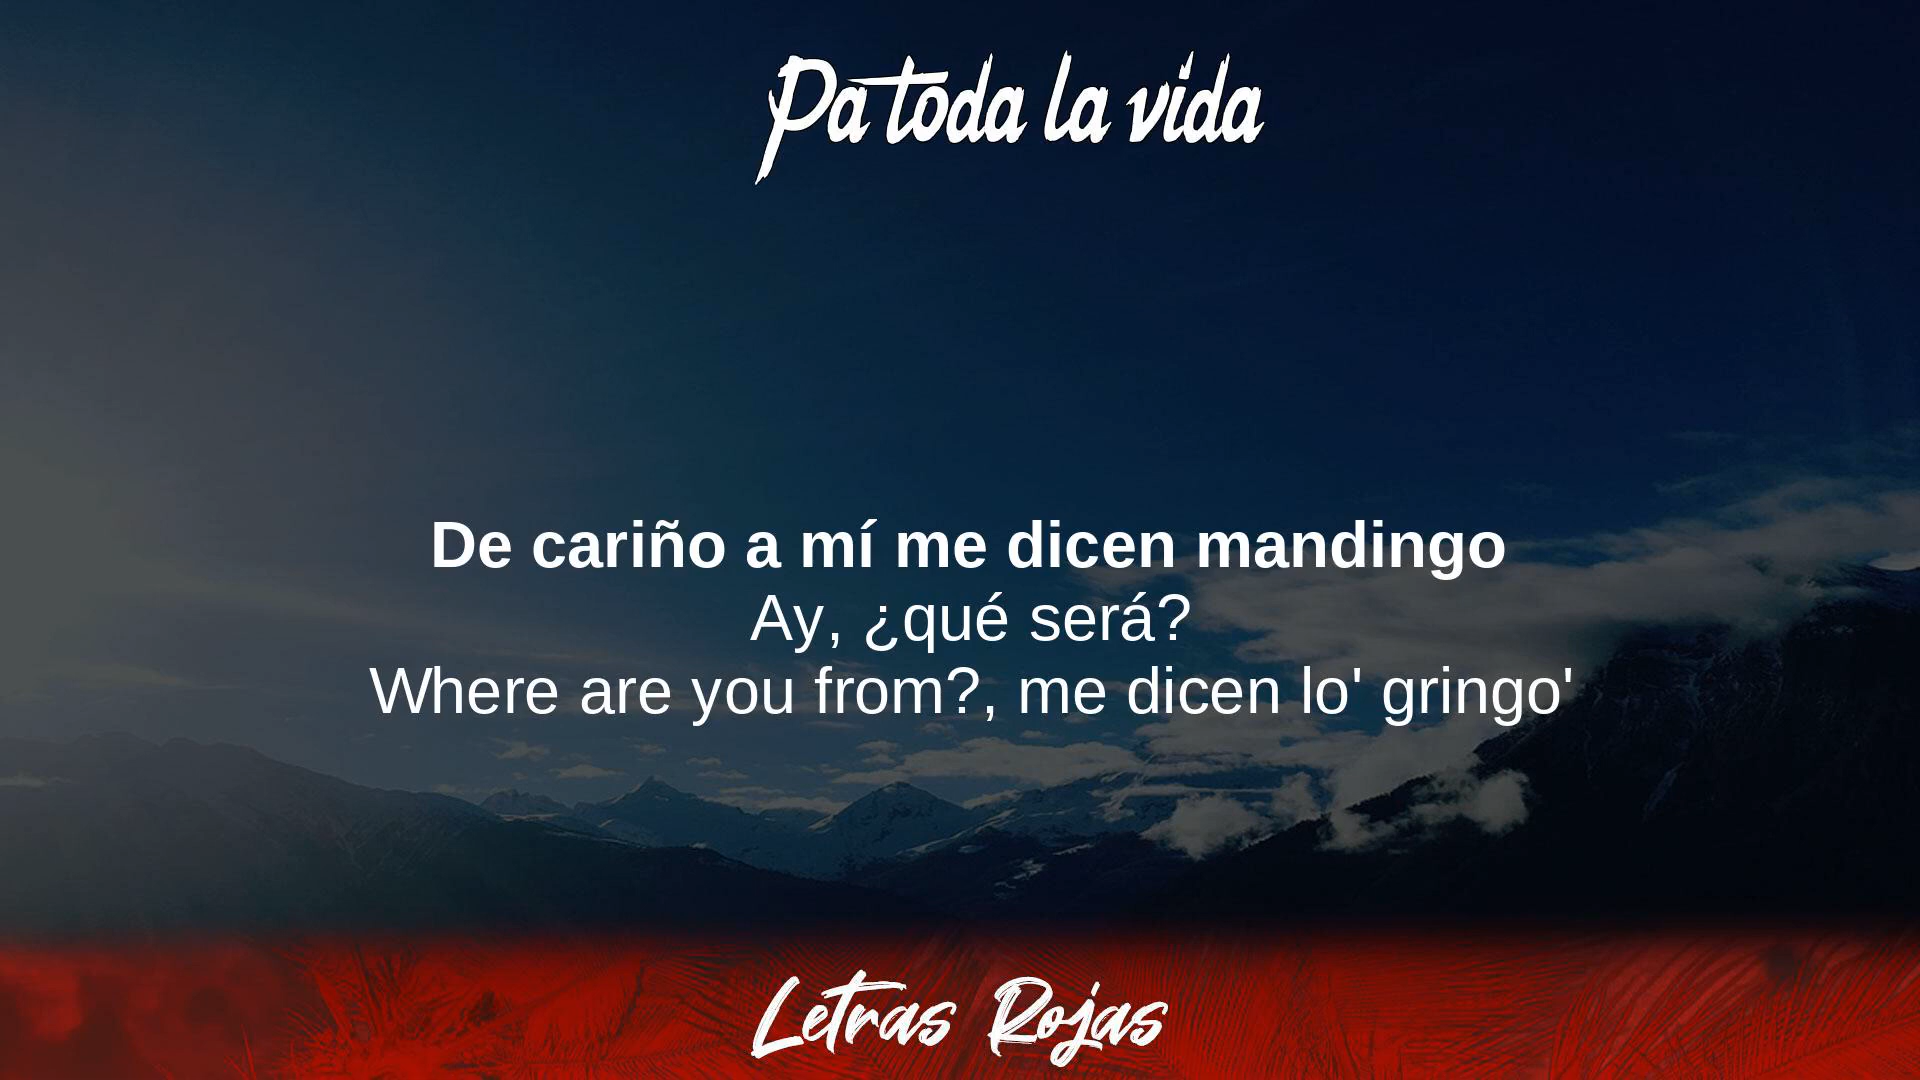 Pa toda la vida
De cariño a mí me dicen mandingo
Ay, ¿qué será?
Where are you from?, me dicen lo' gringo'
Letras Rojas